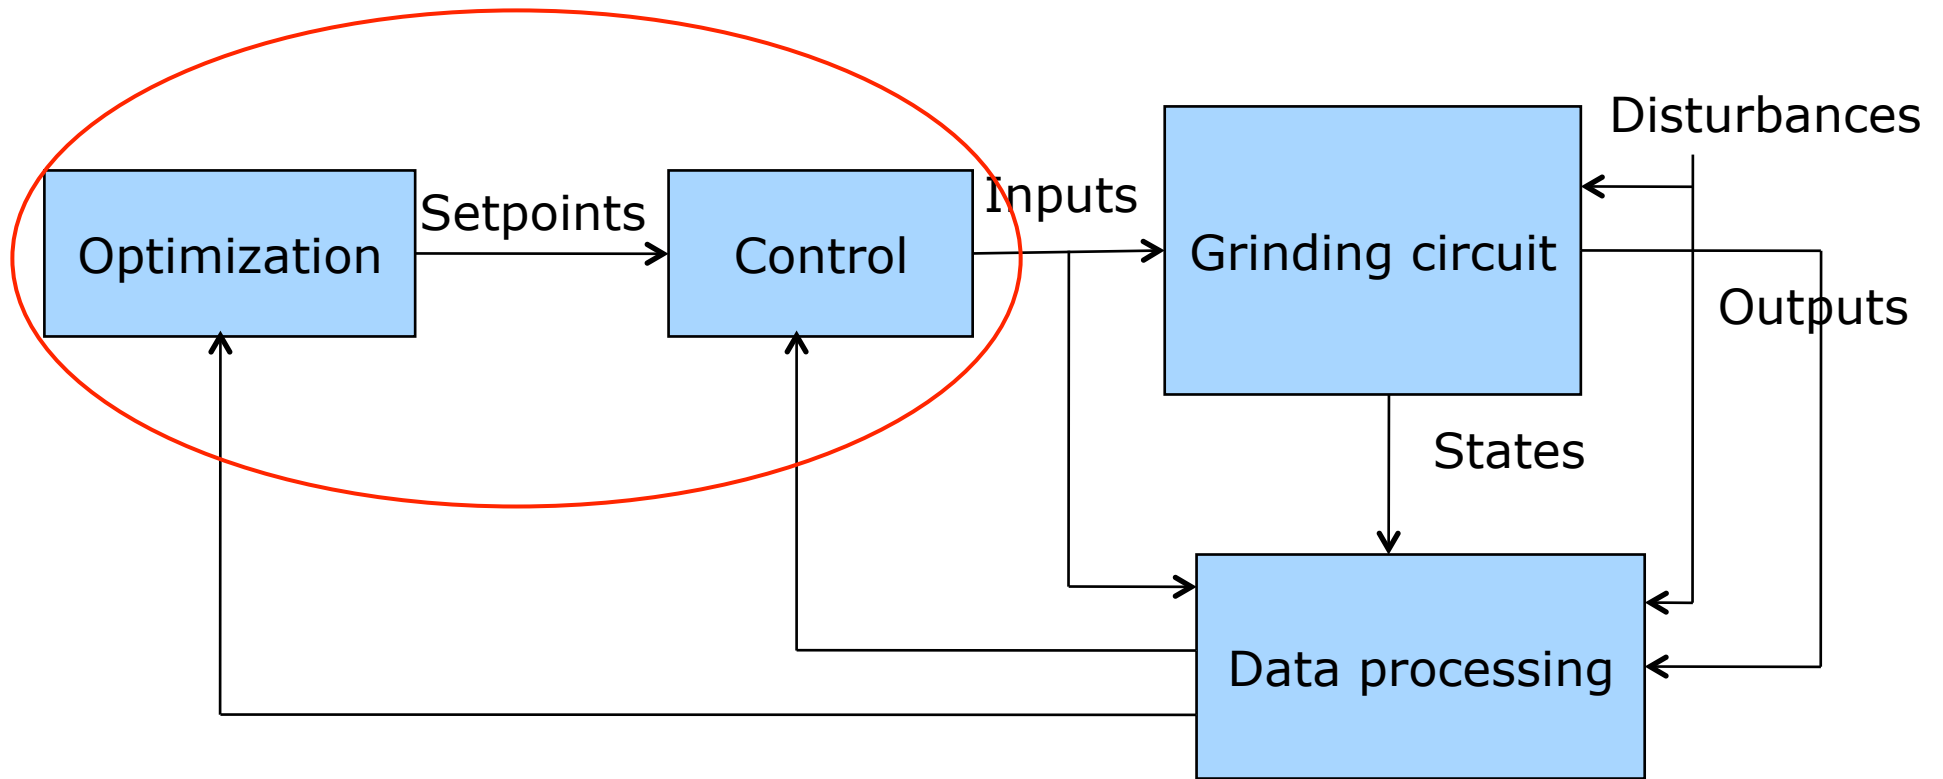 Disturbances
Setpoints
Inputs
Optimization
Control
Grinding circuit
Outputs
States
Data processing